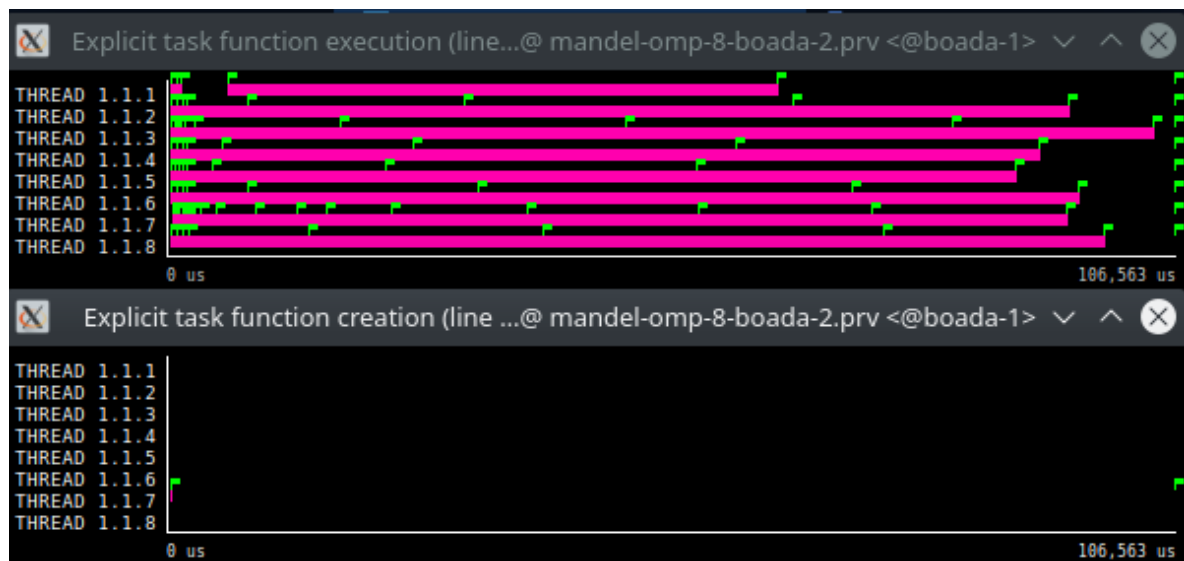 Explicit task function execution (line...@ mandel-omp-8-boada-2.prv <@boada-1>
THREAD 1.1.1
THREAD 1.1.2
THREAD 1.1.3
THREAD 1.1.4
THREAD 1.1.5
THREAD 1.1.6
THREAD 1.1.7
THREAD 1.1.8
0 us 106,563 us
Explicit task function creation (line ...@ mandel-omp-8-boada-2.prv <@boada-1>
THREAD 1.1.1
THREAD 1.1.2
THREAD 1.1.3
THREAD 1.1.4
THREAD 1.1.5
THREAD 1.1.6
THREAD 1.1.7
THREAD 1.1.8
0 us 106,563 us